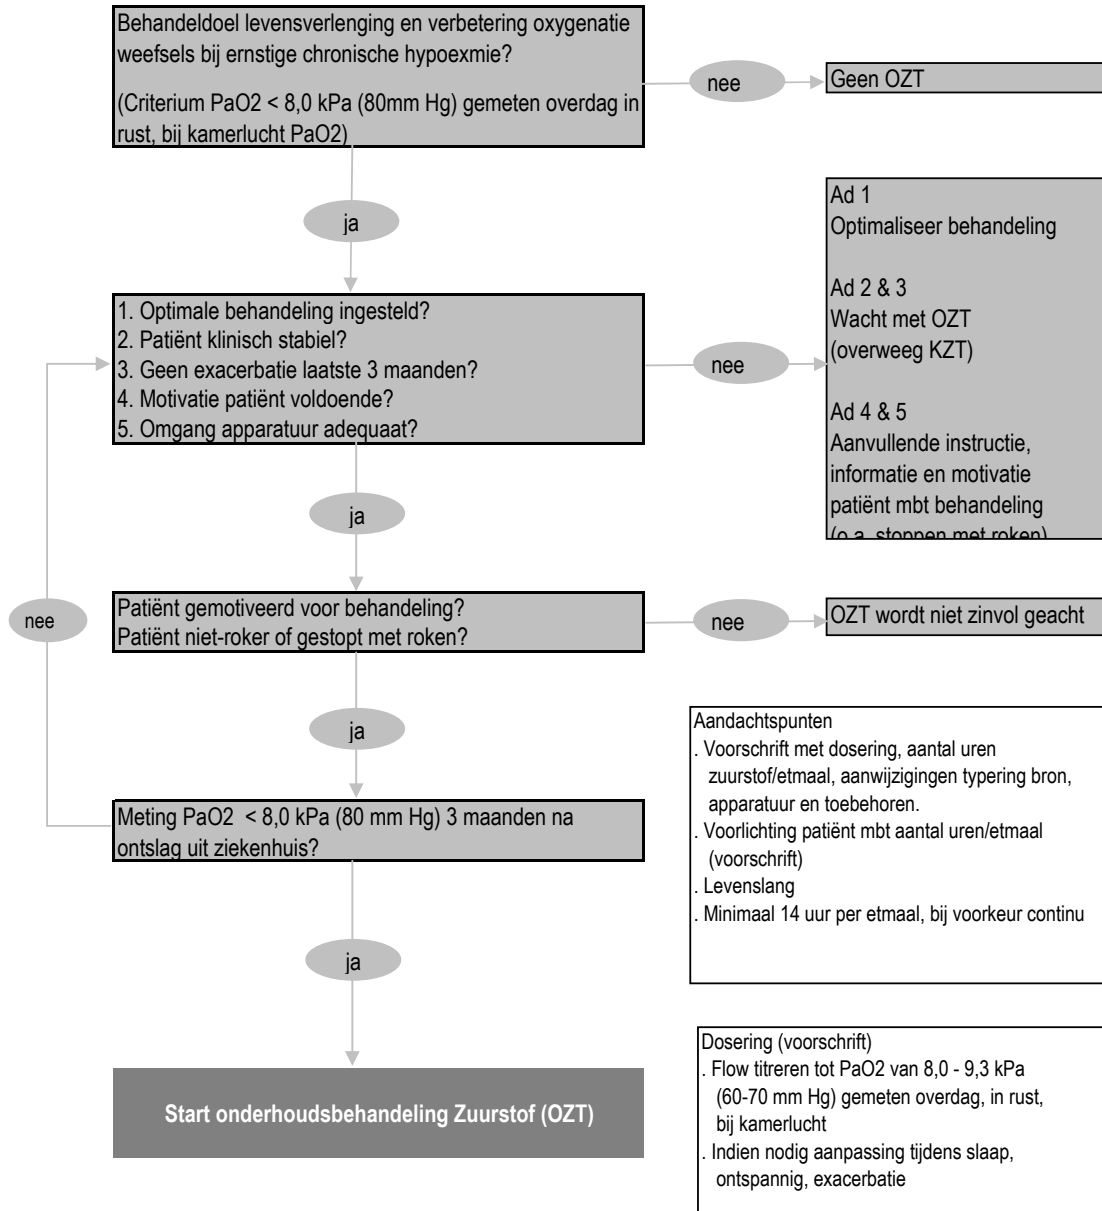 Behandeldoel levensverlenging en verbetering oxygenatie
weefsels bij ernstige chronische hypoexmie?
(Criterium PaO2 < 8,0 kPa (80mm Hg) gemeten overdag in
rust, bij kamerlucht PaO2)
nee
Geen OZT
ja
1. Optimale behandeling ingesteld?
2. Patiënt klinisch stabiel?
3. Geen exacerbatie laatste 3 maanden?
4. Motivatie patiënt voldoende?
5. Omgang apparatuur adequaat?
nee
Ad 1
Optimaliseer behandeling
Ad 2 & 3
Wacht met OZT
(overweeg KZT)
Ad 4 & 5
Aanvullende instructie,
informatie en motivatie
patiënt mbt behandeling
(o.a. stoppen met roken)
ja
nee
Patiënt gemotiveerd voor behandeling?
Patiënt niet-roker of gestopt met roken?
nee
OZT wordt niet zinvol geacht
ja
Meting PaO2 < 8,0 kPa (80 mm Hg) 3 maanden na
ontslag uit ziekenhuis?
ja
Start onderhoudsbehandeling Zuurstof (OZT)
Aandachtspunten
. Voorschrift met dosering, aantal uren
zuurstof/etmaal, aanwijzigingen typering bron,
apparatuur en toebehoren.
. Voorlichting patiënt mbt aantal uren/etmaal
(voorschrift)
. Levenslang
. Minimaal 14 uur per etmaal, bij voorkeur continu
Dosering (voorschrift)
. Flow titreren tot PaO2 van 8,0 - 9,3 kPa
(60-70 mm Hg) gemeten overdag, in rust,
bij kamerlucht
. Indien nodig aanpassing tijdens slaap,
ontspannig, exacerbatie